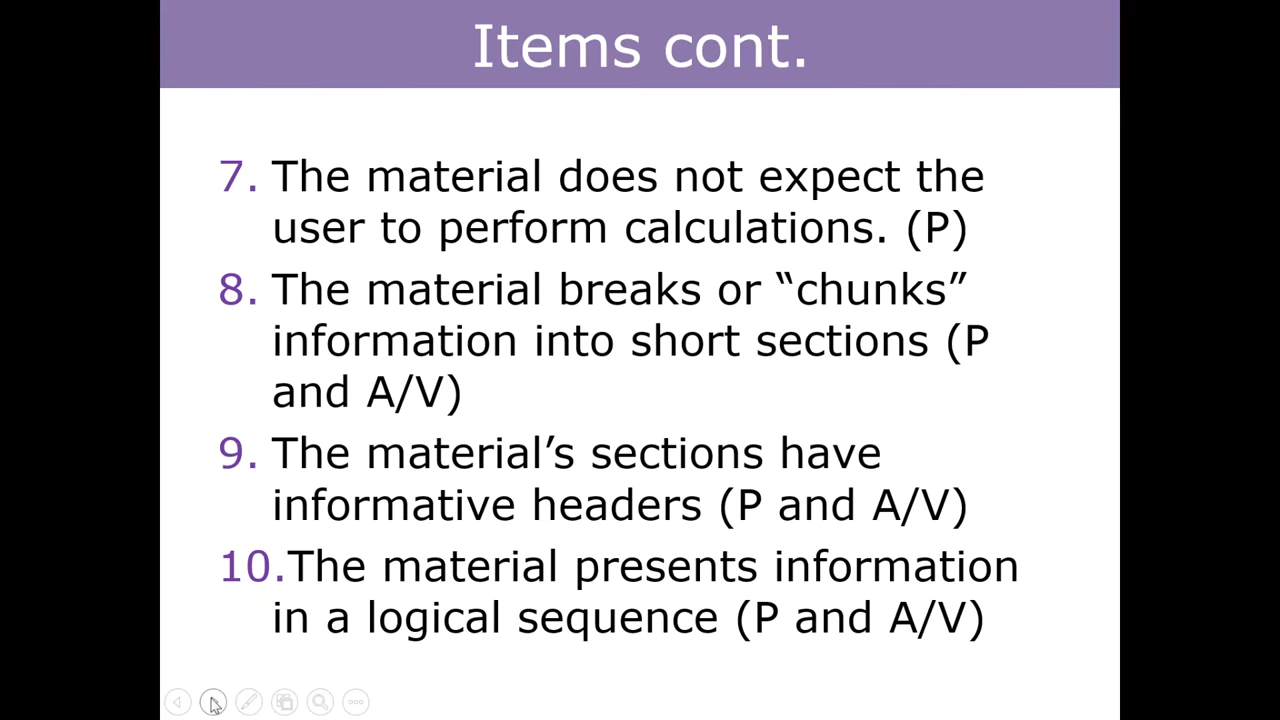 Items cont.
7. The material does not expect the
user to perform calculations. (P)
8. The material breaks or “chunks”
information into short sections (P
and A/V)
9. The material’s sections have
informative headers (P and A/V)
10.The material presents information
in a logical sequence (P and A/V)